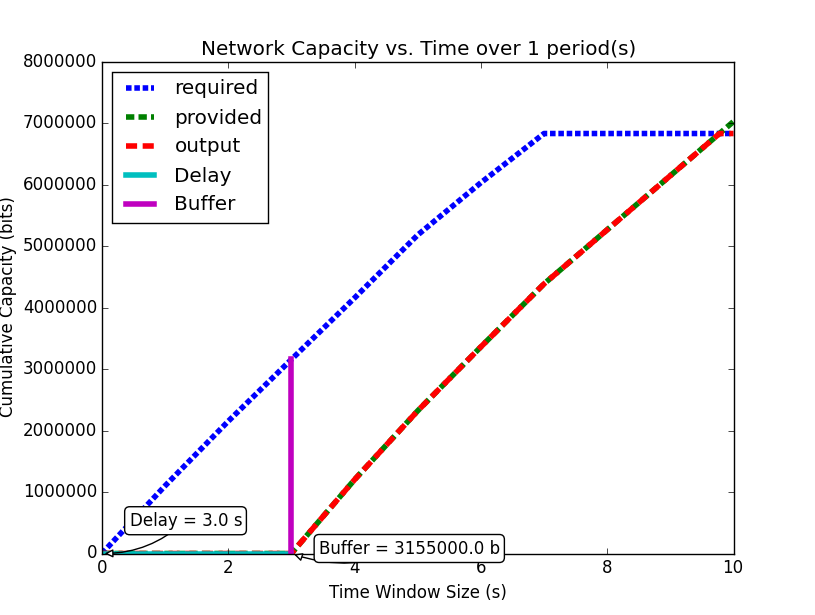 Network Capacity vs. Time over 1 period(s)
Cumulative Capacity (bits)
8000000
7000000
6000000
5000000
4000000
3000000
2000000
1000000
0
required
provided
output
Delay
Buffer
Delay = 3.0 s
Buffer = 3155000.0 b
0 2 4 6 8 10
Time Window Size (s)